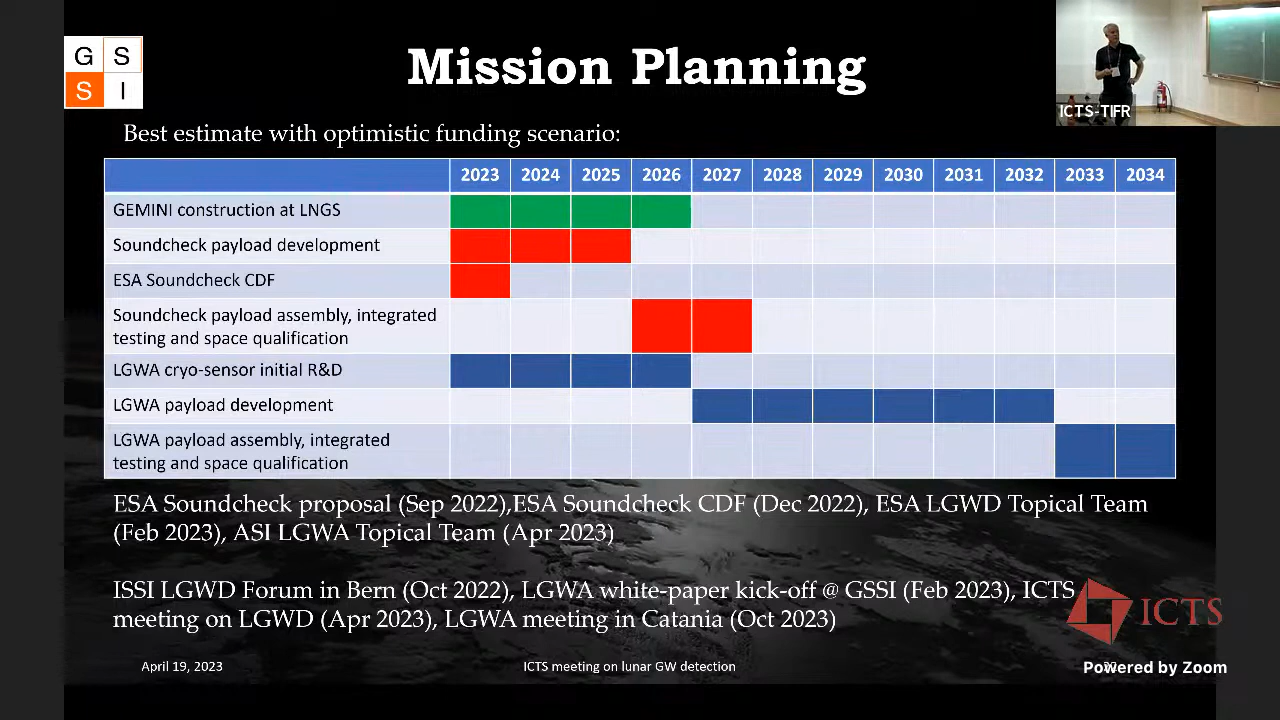 G S
S I
Mission Planning
ICTS-TIFR
Best estimate with optimistic funding scenario:
2023 2024 2025 2026 2027 2028 2029 2030 2031 2032 2033 2034
GEMINI construction at LNGS
Soundcheck payload development
ESA Soundcheck CDF
Soundcheck payload assembly, integrated
testing and space qualification
LGWA cryo-sensor initial R&D
LGWA payload development
LGWA payload assembly, integrated
testing and space qualification
ESA Soundcheck proposal (Sep 2022),ESA Soundcheck CDF (Dec 2022), ESA LGWD Topical Team
(Feb 2023), ASI LGWA Topical Team (Apr 2023)
ISSI LGWD Forum in Bern (Oct 2022), LGWA white-paper kick-off @ GSSI (Feb 2023), ICTS
meeting on LGWD (Apr 2023), LGWA meeting in Catania (Oct 2023)
ICTS
April 19, 2023
ICTS meeting on lunar GW detection
Powered by Zoom